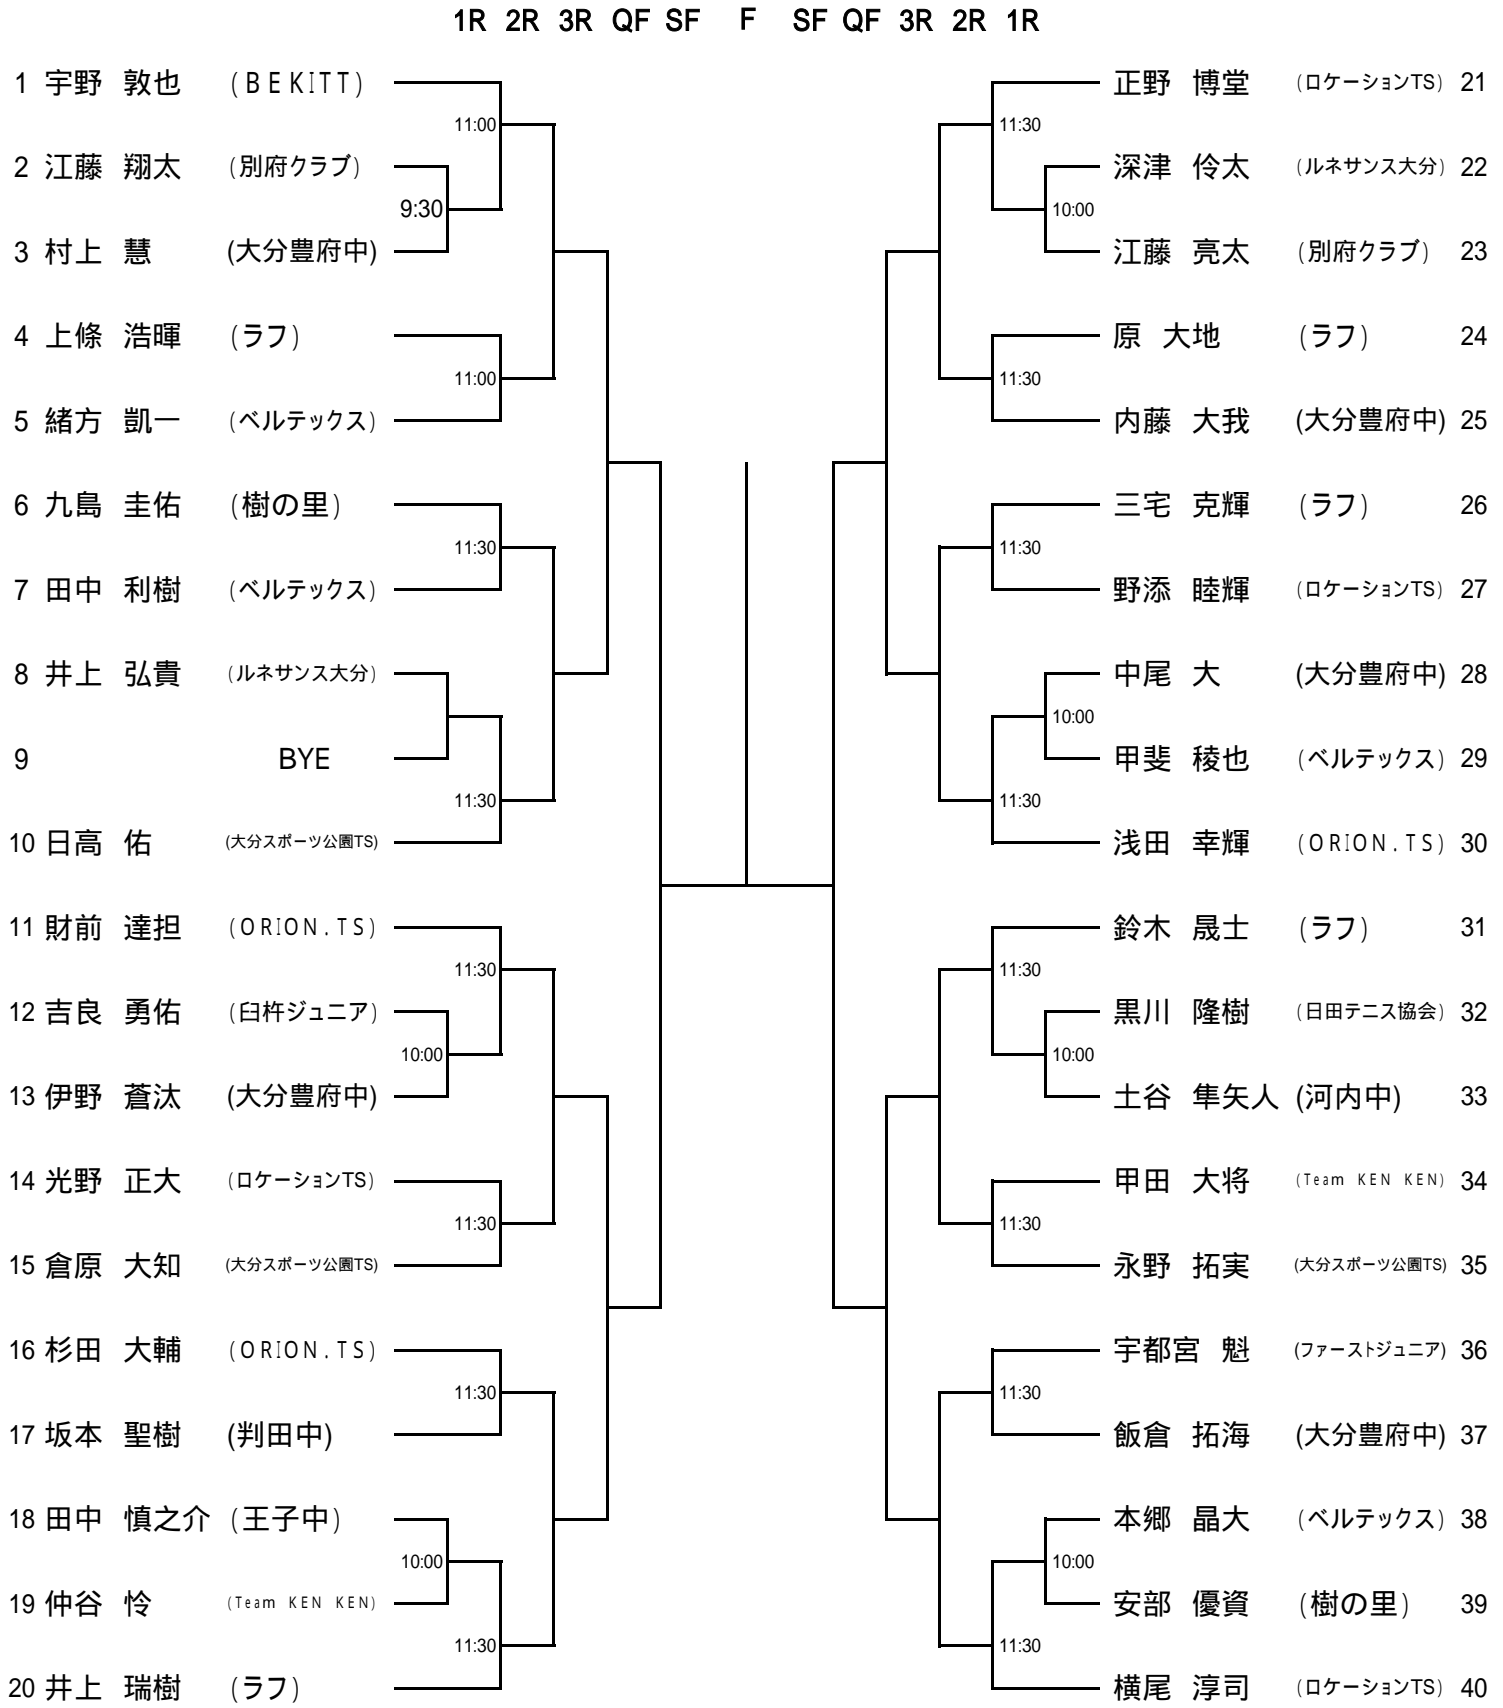 1R 2R 3R QF SF F SF QF 3R 2R 1R
1 宇野 敦也 (BEKITT)
11:00
2 江藤 翔太 (別府クラブ)
9:30
3 村上 慧 (大分豊府中)
4 上條 浩暉 (ラフ)
11:00
5 緒方 凱一 (ベルテックス)
6 九島 圭佑 (樹の里)
11:30
7 田中 利樹 (ベルテックス)
8 井上 弘貴 (ルネサンス大分)
9 BYE
11:30
10 日高 佑 (大分スポーツ公園TS)
11 財前 達担 (ORION.TS)
11:30
12 吉良 勇佑 (臼杵ジュニア)
10:00
13 伊野 蒼汰 (大分豊府中)
14 光野 正大 (ロケーションTS)
11:30
15 倉原 大知 (大分スポーツ公園TS)
16 杉田 大輔 (ORION.TS)
11:30
17 坂本 聖樹 (判田中)
18 田中 慎之介 (王子中)
10:00
19 仲谷 怜 (Team KEN KEN)
11:30
20 井上 瑞樹 (ラフ)
正野 博堂 (ロケーションTS) 21
11:30
深津 伶太 (ルネサンス大分) 22
10:00
江藤 亮太 (別府クラブ) 23
原 大地 (ラフ) 24
11:30
内藤 大我 (大分豊府中) 25
三宅 克輝 (ラフ) 26
11:30
野添 睦輝 (ロケーションTS) 27
中尾 大 (大分豊府中) 28
10:00
甲斐 稜也 (ベルテックス) 29
11:30
浅田 幸輝 (ORION.TS) 30
鈴木 晟士 (ラフ) 31
11:30
黒川 隆樹 (日田テニス協会) 32
10:00
土谷 隼矢人 (河内中) 33
甲田 大将 (Team KEN KEN) 34
11:30
永野 拓実 (大分スポーツ公園TS) 35
宇都宮 魁 (ファーストジュニア) 36
11:30
飯倉 拓海 (大分豊府中) 37
本郷 晶大 (ベルテックス) 38
10:00
安部 優資 (樹の里) 39
11:30
横尾 淳司 (ロケーションTS) 40